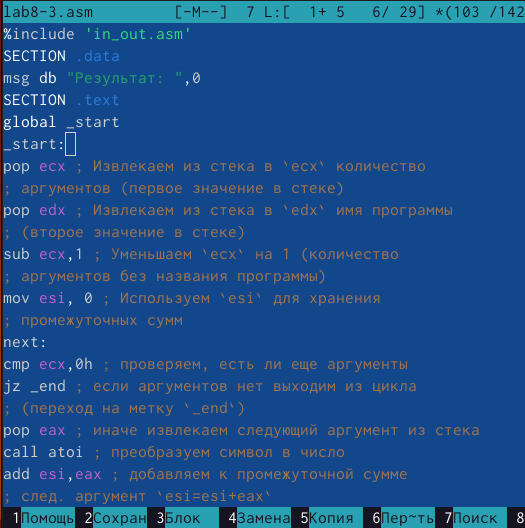 lab8-3.asm [-M--] 7 L:[ 1+ 5 6/ 29] *(103 /142
%include 'in_out.asm'
SECTION .data
msg db "Результат: ",0
SECTION .text
global _start
_start:
pop ecx ; Извлекаем из стека в `ecx` количество
; аргументов (первое значение в стеке)
pop edx ; Извлекаем из стека в `edx` имя программы
; (второе значение в стеке)
sub ecx,1 ; Уменьшаем `ecx` на 1 (количество
; аргументов без названия программы)
mov esi, 0 ; Используем `esi` для хранения
; промежуточных сумм
next:
cmp ecx,0h ; проверяем, есть ли еще аргументы
jz _end ; если аргументов нет выходим из цикла
; (переход на метку `_end`)
pop eax ; иначе извлекаем следующий аргумент из стека
call atoi ; преобразуем символ в число
add esi,eax ; добавляем к промежуточной сумме
; след. аргумент `esi=esi+eax`
1Помощь 2Сохран 3Блок 4Замена 5Копия 6Пер~ть 7Поиск 8